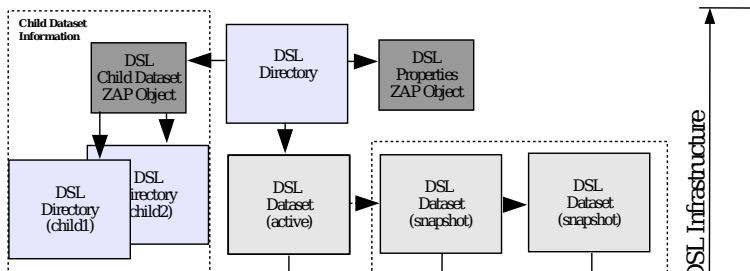 Child Dataset
Information
DSL
Child Dataset
ZAP Object
DSL
Directory
DSL
Properties
ZAP Object
DSL
Directory
(child1)
DSL
irectory
child2)
DSL
Dataset
(active)
DSL
Dataset
(snapshot)
DSL
Dataset
(snapshot)
DSL Infrastructure